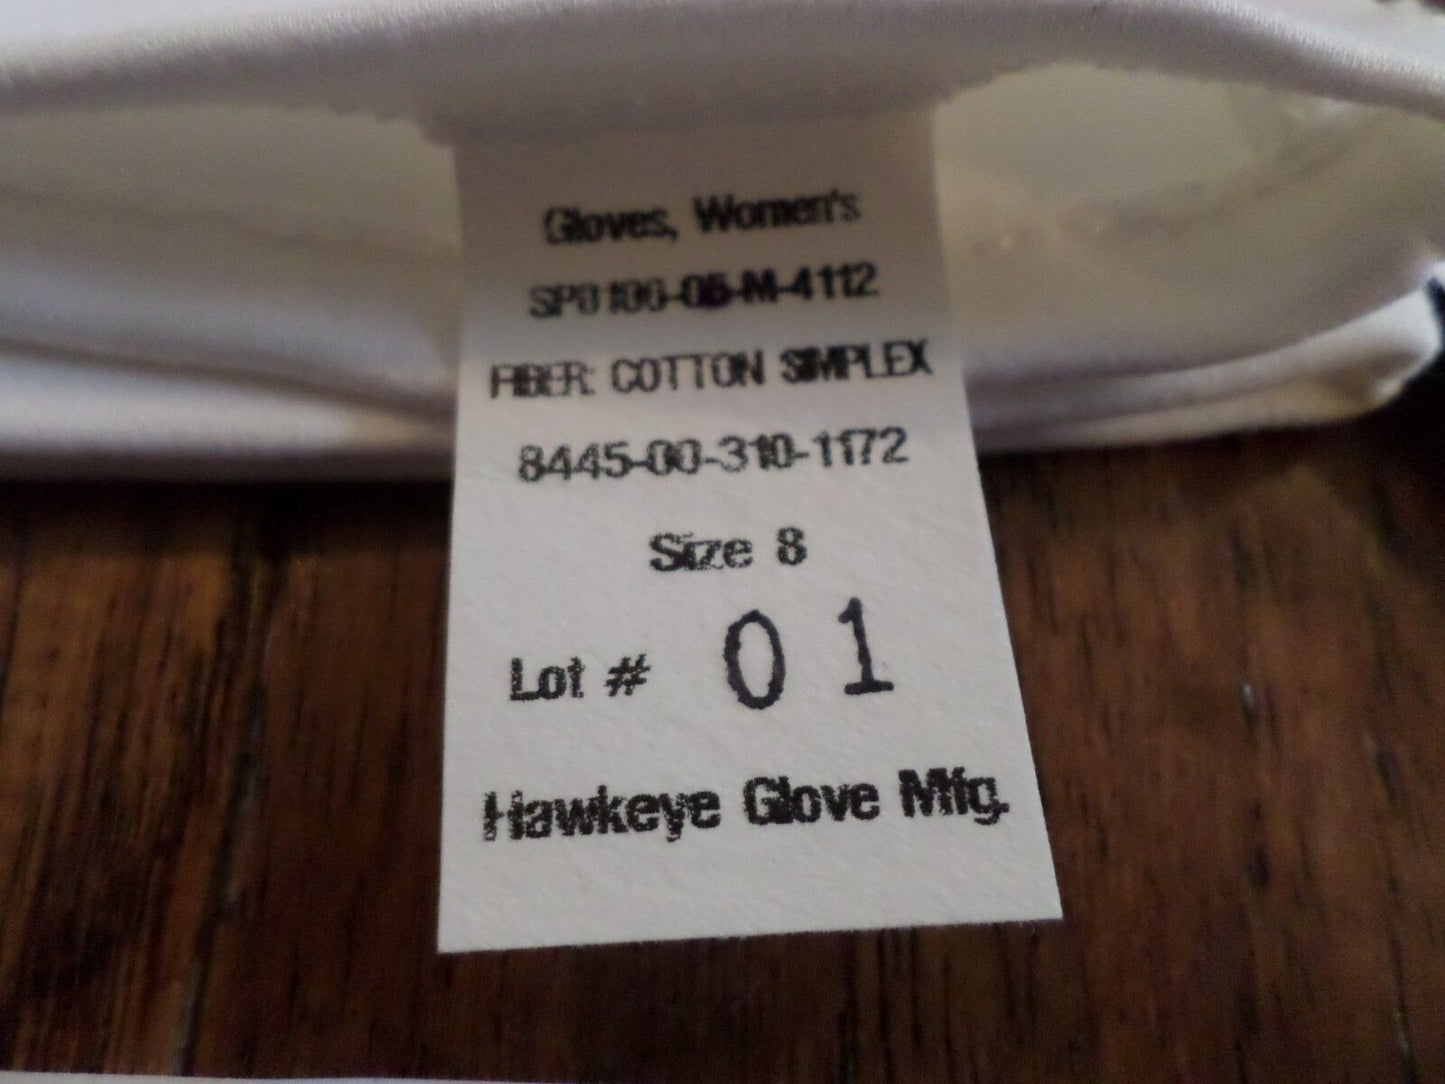 Gloves, Women's
SP0100-05-M-4112
FIBER: COTTON SIMPLEX
8445-00-310-1172
Size 8
Lot # 01
Hawkeye Glove Mfg.